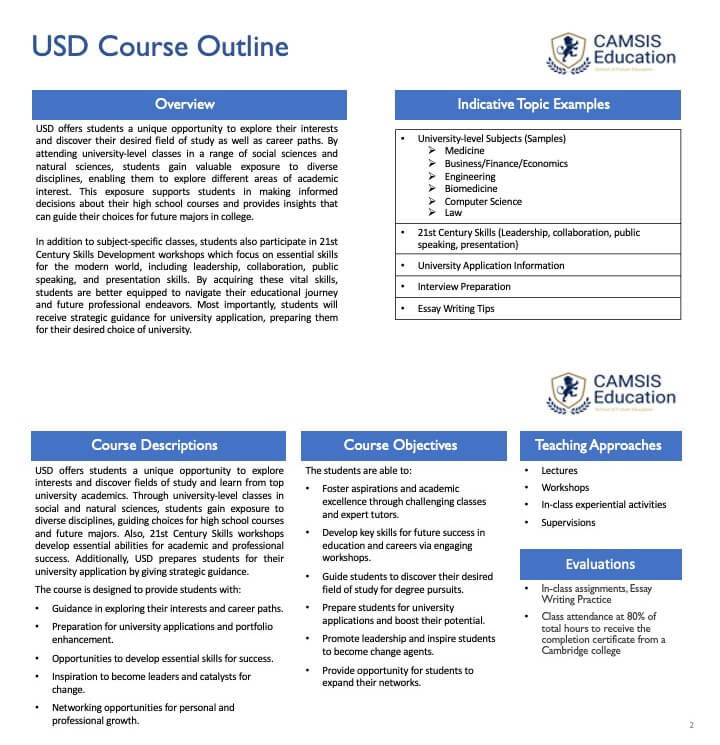 USD Course Outline
CAMSIS
Education
Overview
USD offers students a unique opportunity to explore their interests
and discover their desired field of study as well as career paths. By
attending university-level classes in a range of social sciences and
natural sciences, students gain valuable exposure to diverse
disciplines, enabling them to explore different areas of academic
interest. This exposure supports students in making informed
decisions about their high school courses and provides insights that
can guide their choices for future majors in college.
In addition to subject-specific classes, students also participate in 21st
Century Skills Development workshops which focus on essential skills
for the modern world, including leadership, collaboration, public
speaking, and presentation skills. By acquiring these vital skills,
students are better equipped to navigate their educational journey
and future professional endeavors. Most importantly, students will
receive strategic guidance for university application, preparing them
for their desired choice of university.
Indicative Topic Examples
• University-level Subjects (Samples)
➢ Medicine
➢ Business/Finance/Economics
➢ Engineering
➢ Biomedicine
➢ Computer Science
➢ Law
• 21st Century Skills (Leadership, collaboration, public
speaking, presentation)
• University Application Information
• Interview Preparation
• Essay Writing Tips
CAMSIS
Education
Course Descriptions
USD offers students a unique opportunity to explore
interests and discover fields of study and learn from top
university academics. Through university-level classes in
social and natural sciences, students gain exposure to
diverse disciplines, guiding choices for high school courses
and future majors. Also, 21st Century Skills workshops
develop essential abilities for academic and professional
success. Additionally, USD prepares students for their
university application by giving strategic guidance.
The course is designed to provide students with:
• Guidance in exploring their interests and career paths.
• Preparation for university applications and portfolio
enhancement.
• Opportunities to develop essential skills for success.
• Inspiration to become leaders and catalysts for
change.
• Networking opportunities for personal and
professional growth.
Course Objectives
The students are able to:
• Foster aspirations and academic
excellence through challenging classes
and expert tutors.
• Develop key skills for future success in
education and careers via engaging
workshops.
• Guide students to discover their desired
field of study for degree pursuits.
• Prepare students for university
applications and boost their potential.
• Promote leadership and inspire students
to become change agents.
• Provide opportunity for students to
expand their networks.
Teaching Approaches
• Lectures
• Workshops
• In-class experiential activities
• Supervisions
Evaluations
• In-class assignments, Essay
Writing Practice
• Class attendance at 80% of
total hours to receive the
completion certificate from a
Cambridge college
2